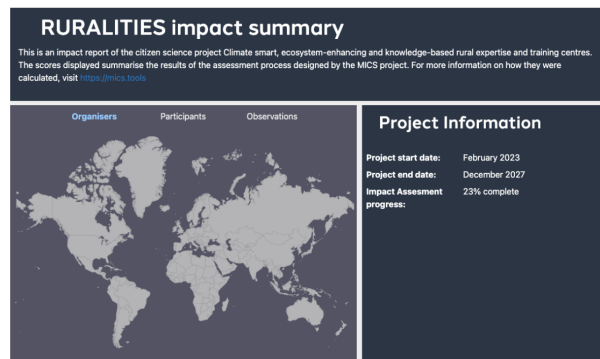 RURALITIES impact summary
This is an impact report of the citizen science project Climate smart, ecosystem-enhancing and knowledge-based rural expertise and training centres.
The scores displayed summarise the results of the assessment process designed by the MICS project. For more information on how they were
calculated, visit https://mics.tools
Organisers Participants Observations
Project Information
Project start date: February 2023
Project end date: December 2027
Impact Assesment 23% complete
progress: